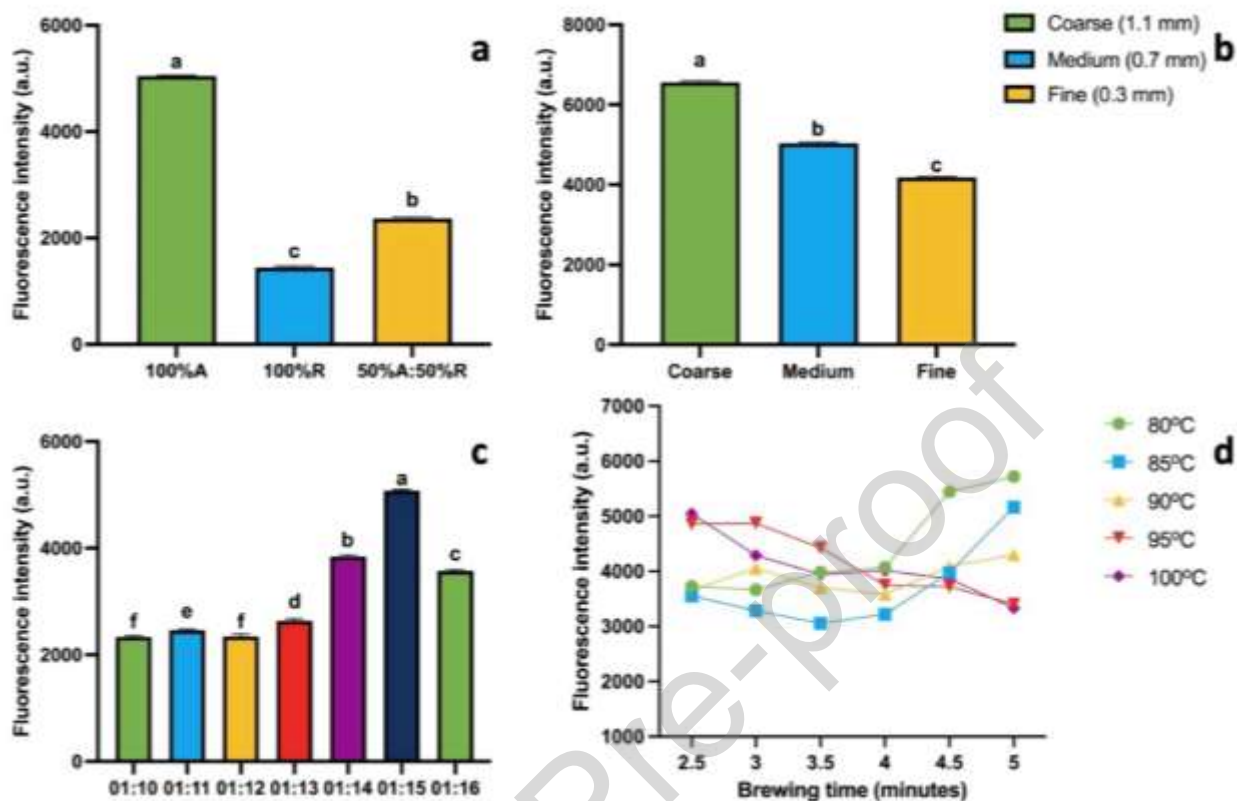 a
Fluorescence intensity (a.u.)
6000
4000
2000
0
a
c
b
100%A 100%R 50%A:50%R
b
Fluorescence intensity (a.u.)
8000
6000
4000
2000
0
a
b
c
Coarse Medium Fine
Coarse (1.1 mm)
Medium (0.7 mm)
Fine (0.3 mm)
c
Fluorescence intensity (a.u.)
6000
4000
2000
0
f
e
f
d
b
a
c
01:10 01:11 01:12 01:13 01:14 01:15 01:16
d
Fluorescence intensity (a.u.)
7000
6000
5000
4000
3000
2000
1000
2.5 3 3.5 4 4.5 5
Brewing time (minutes)
80ºC
85ºC
90ºC
95ºC
100ºC
Pre-proof